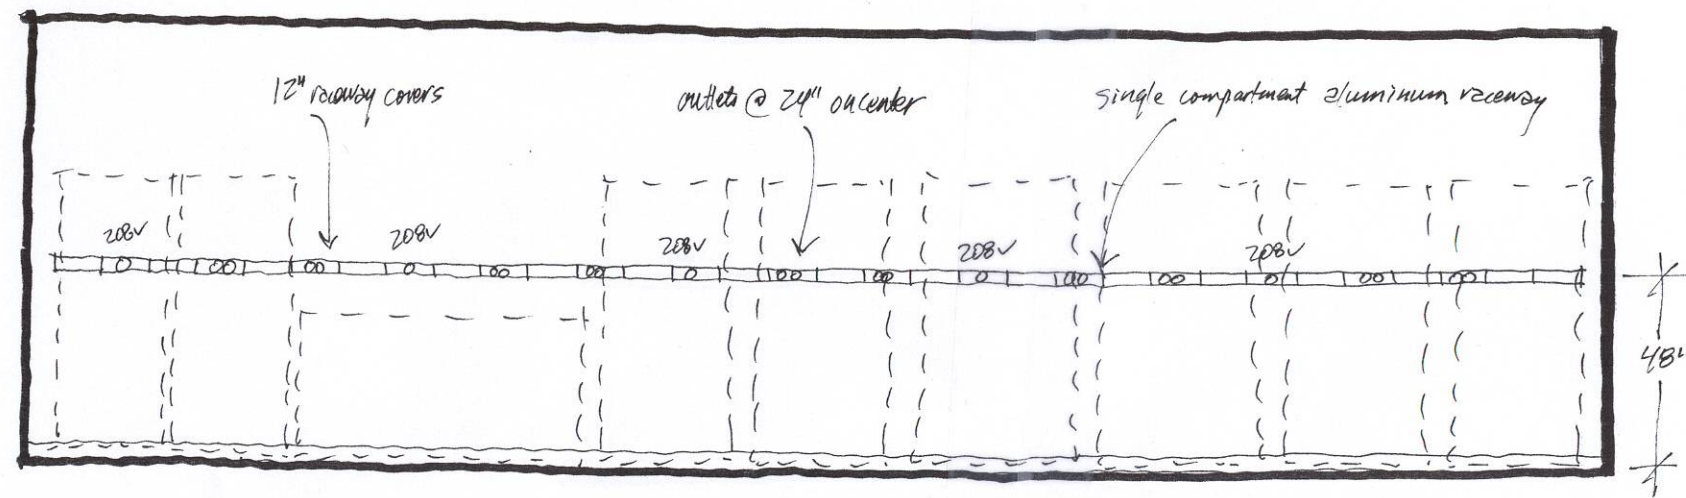 12" raceway covers
outlets @ 24" on center
single compartment aluminum raceway
208V
208V
208V
208V
208V
48"